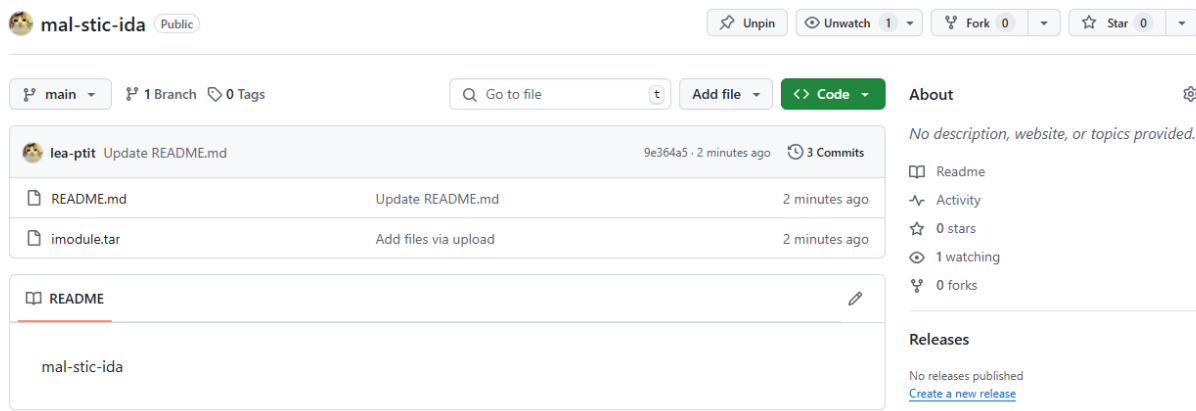 mal-stic-ida Public
Unpin Unwatch 1 Fork 0 Star 0
main 1 Branch 0 Tags Go to file t Add file Code
About
No description, website, or topics provided.
lea-ptit Update README.md 9e364a5 · 2 minutes ago 3 Commits
README.md Update README.md 2 minutes ago
imodule.tar Add files via upload 2 minutes ago
Readme
Activity
0 stars
1 watching
0 forks
README
mal-stic-ida
Releases
No releases published
Create a new release